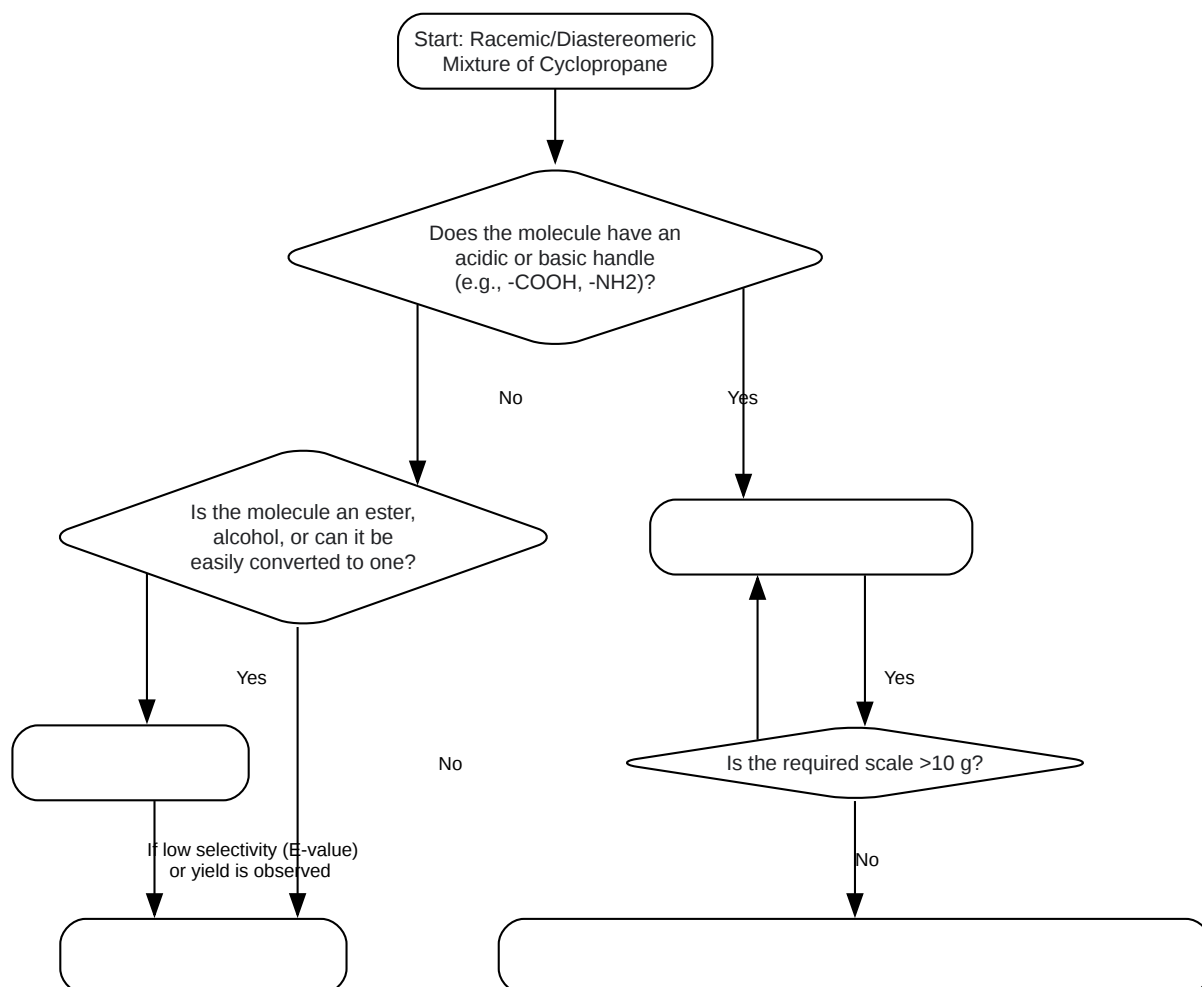 Start: Racemic/Diastereomeric
Mixture of Cyclopropane
Does the molecule have an
acidic or basic handle
(e.g., -COOH, -NH2)?
No
Yes
Is the molecule an ester,
alcohol, or can it be
easily converted to one?
Yes
Yes
No
Is the required scale >10 g?
If low selectivity (E-value)
or yield is observed
No